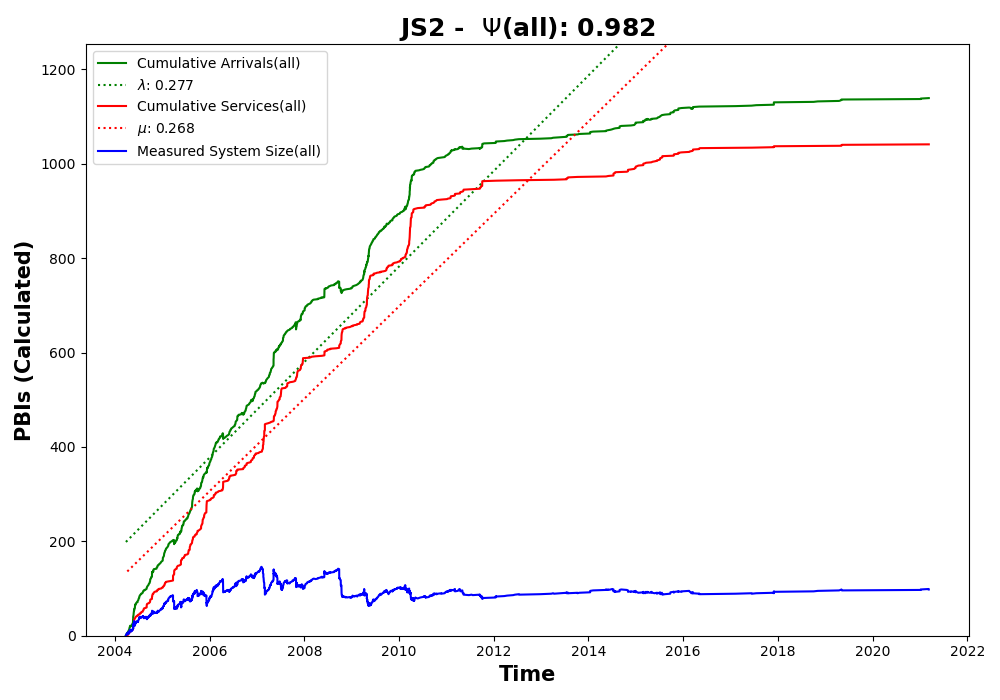 JS2 - Ψ(all): 0.982
Cumulative Arrivals(all)
λ: 0.277
Cumulative Services(all)
μ: 0.268
Measured System Size(all)
PBIs (Calculated)
1200
1000
800
600
400
200
0
2004 2006 2008 2010 2012 2014 2016 2018 2020 2022
Time